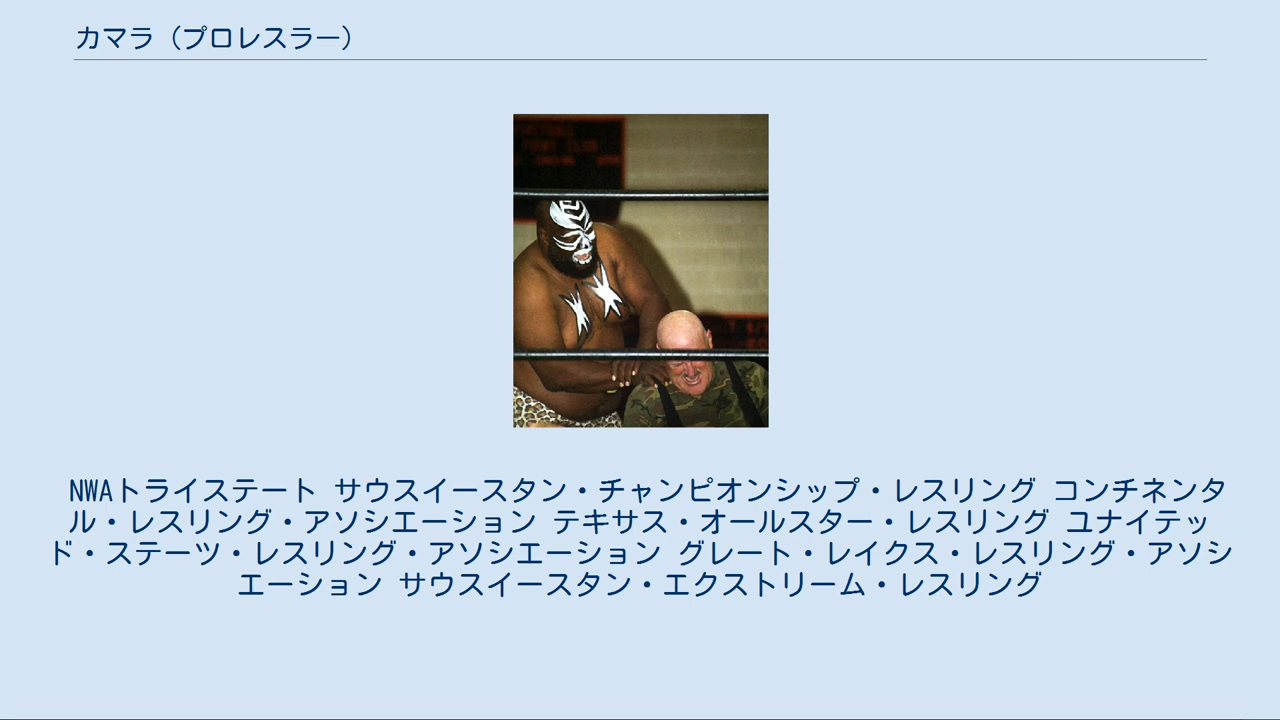 カマラ（プロレスラー）
NWAトライステート サウスイースタン・チャンピオンシップ・レスリング コンチネンタ
ル・レスリング・アソシエーション テキサス・オールスター・レスリング ユナイテッ
ド・ステーツ・レスリング・アソシエーション グレート・レイクス・レスリング・アソシ
エーション サウスイースタン・エクストリーム・レスリング